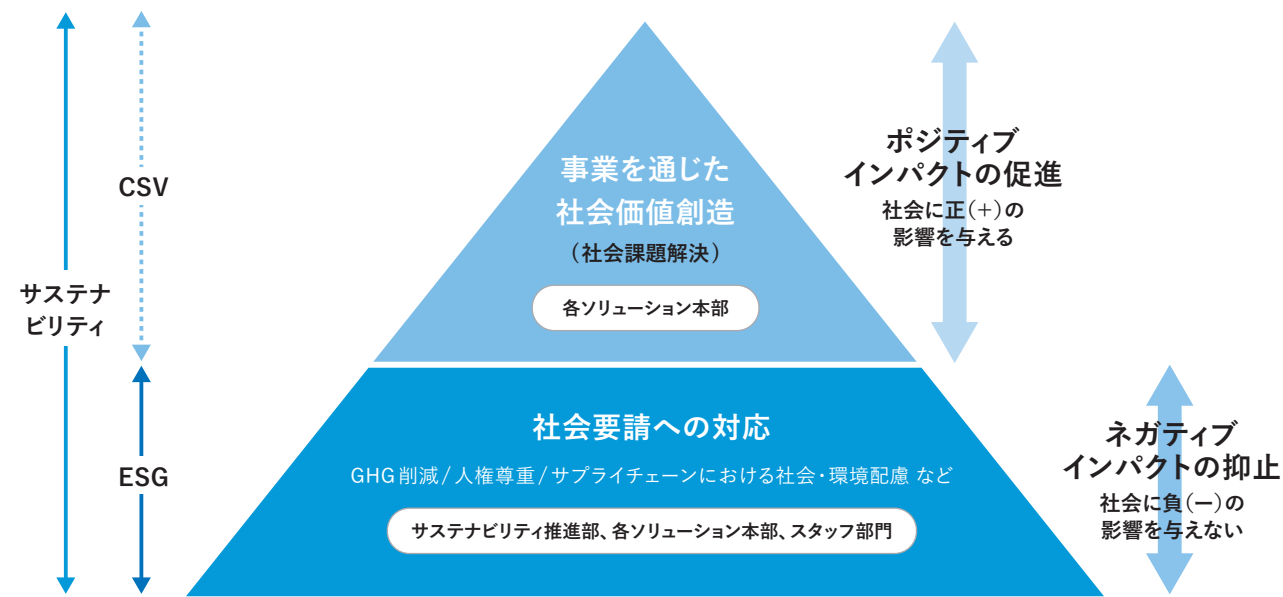 サステナ
ビリティ
CSV
ESG
事業を通じた
社会価値創造
（社会課題解決）
各ソリューション本部
社会要請への対応
GHG削減/人権尊重/サプライチェーンにおける社会・環境配慮 など
サステナビリティ推進部、各ソリューション本部、スタッフ部門
ポジティブ
インパクトの促進
社会に正（＋）の
影響を与える
ネガティブ
インパクトの抑止
社会に負（ー）の
影響を与えない